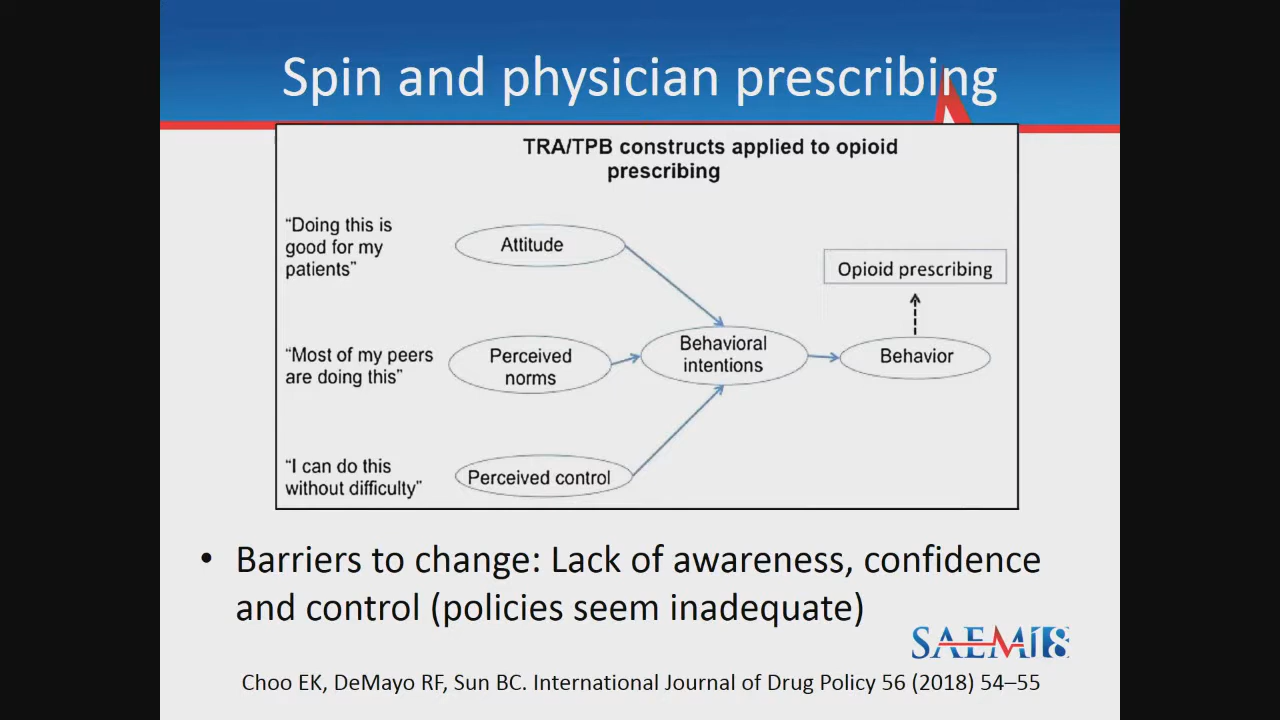 Spin and physician prescribing
TRA/TPB constructs applied to opioid
prescribing
“Doing this is
good for my
patients”
Attitude
Opioid prescribing
“Most of my peers
are doing this”
Perceived
norms
Behavioral
intentions
Behavior
“I can do this
without difficulty”
Perceived control
• Barriers to change: Lack of awareness, confidence
and control (policies seem inadequate)
SAEM18
Choo EK, DeMayo RF, Sun BC. International Journal of Drug Policy 56 (2018) 54–55